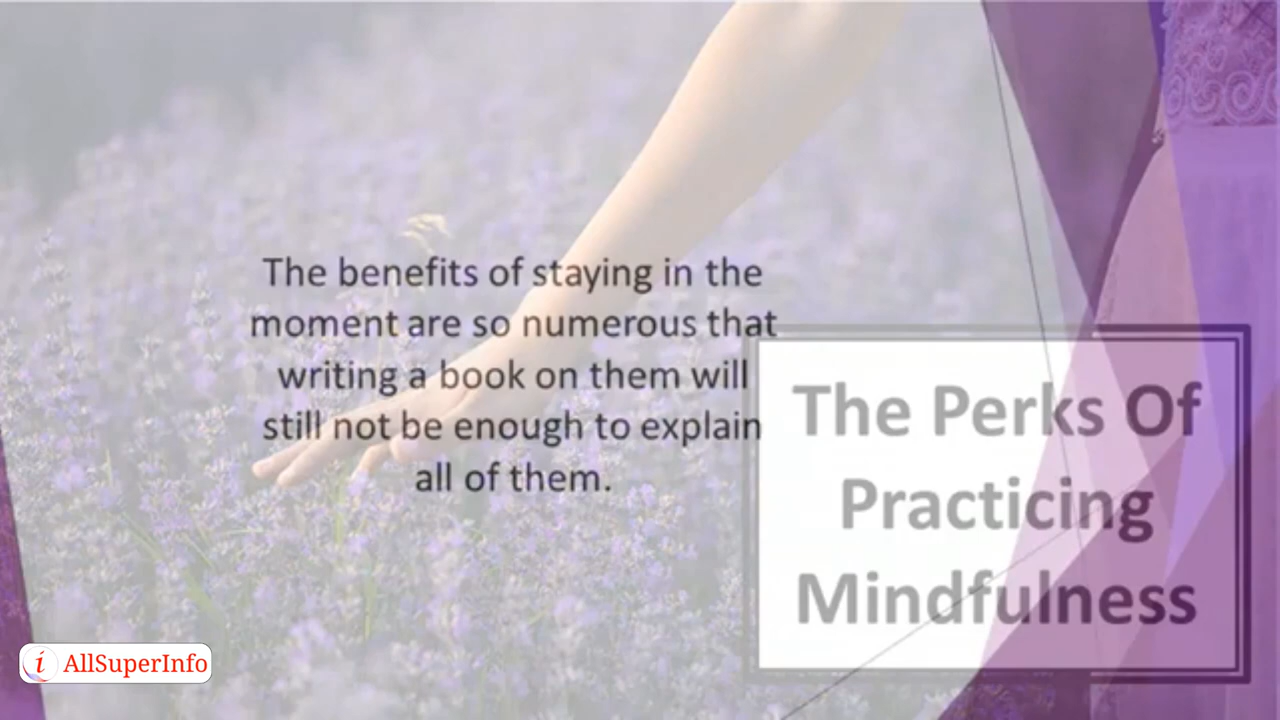 The benefits of staying in the
moment are so numerous that
writing a book on them will
still not be enough to explain
all of them.
The Perks Of
Practicing
Mindfulness
i AllSuperInfo